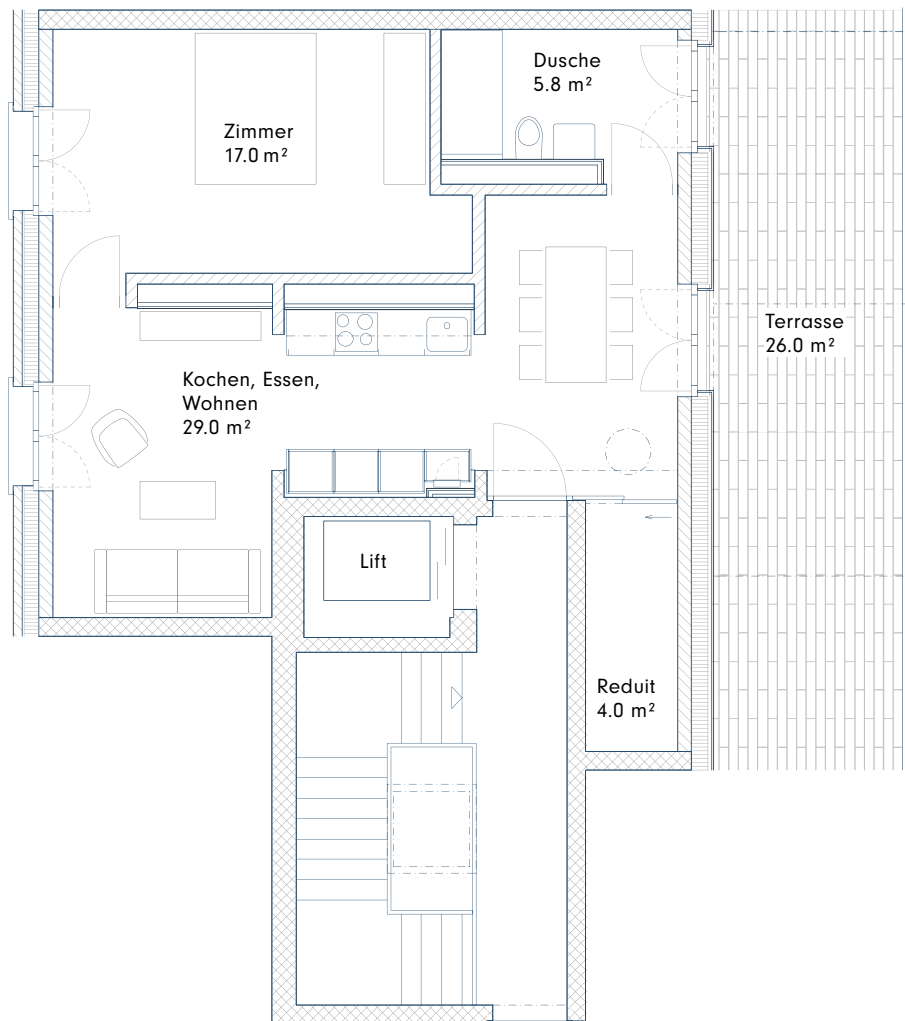 Dusche
5.8 m²
Zimmer
17.0 m²
Terrasse
26.0 m²
Kochen, Essen,
Wohnen
29.0 m²
Lift
Reduit
4.0 m²